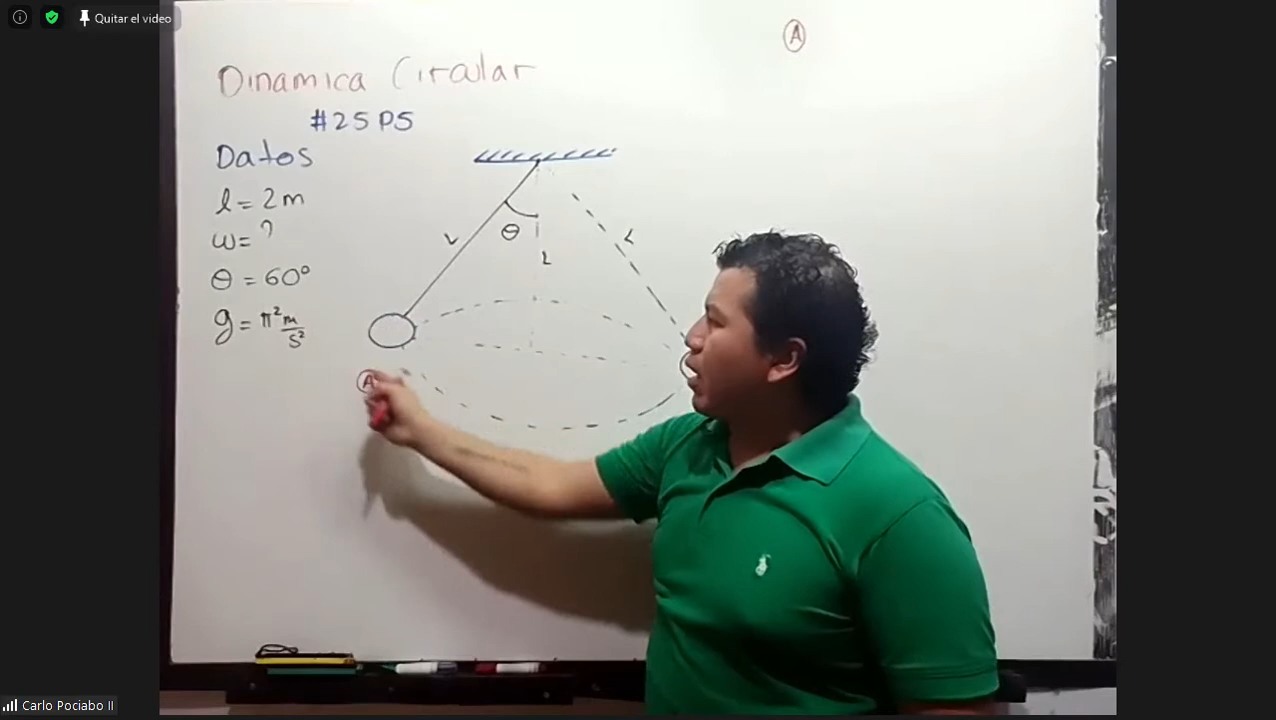 Quitar el video
A
Dinamica Circular
#25 P5
Datos
l = 2m
ω = ?
θ = 60°
g = π² m/s²
L
θ
L
L
A
Carlo Pociabo II